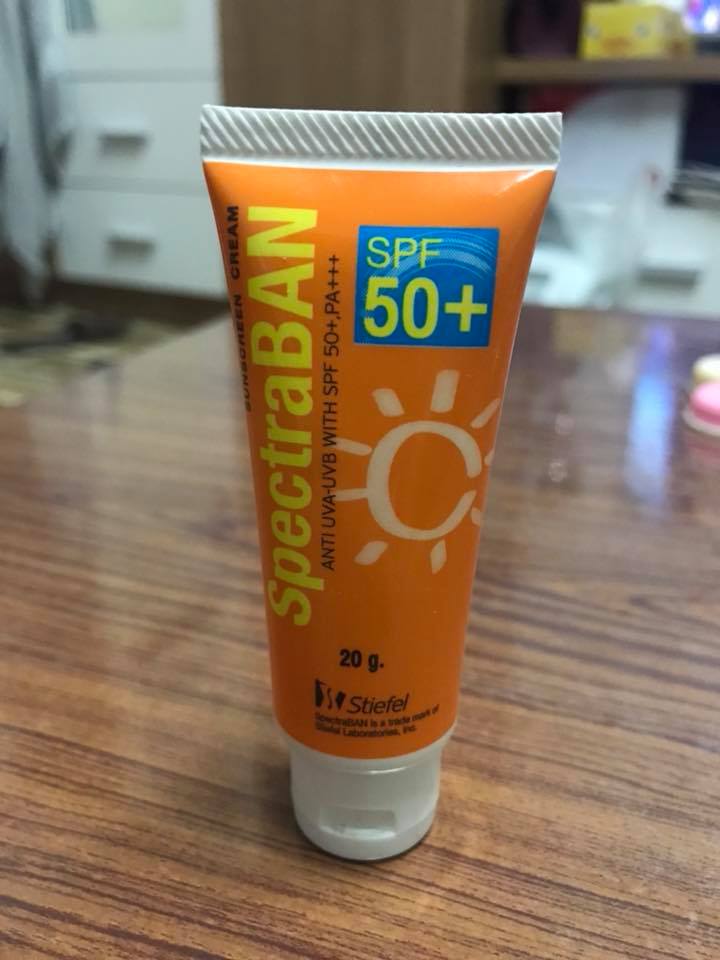 SUNSCREEN CREAM
SpectraBAN
ANTI UVA-UVB WITH SPF 50+,PA+++
SPF
50+
20 g.
Stiefel
SpectraBAN is a trade mark of
Stiefel Laboratories, Inc.